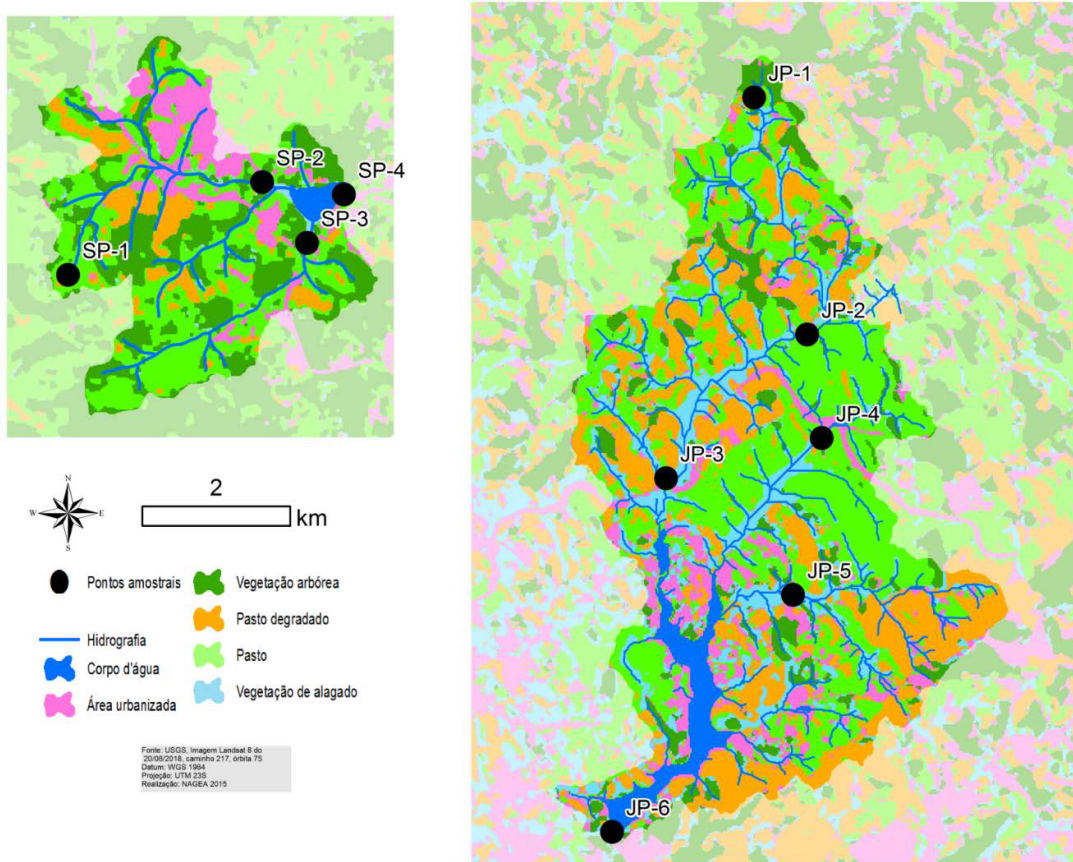 SP-2
SP-4
SP-3
SP-1
JP-1
JP-2
JP-4
JP-3
JP-5
JP-6
N
W
E
S
2
km
Pontos amostrais
Hidrografia
Corpo d'água
Área urbanizada
Vegetação arbórea
Pasto degradado
Pasto
Vegetação de alagado
Fonte: USGS, Imagem Landsat 8 do
20/08/2018, caminho 217, órbita 75
Datum: WGS 1984
Projeção: UTM 23S
Realização: NAGEA 2015